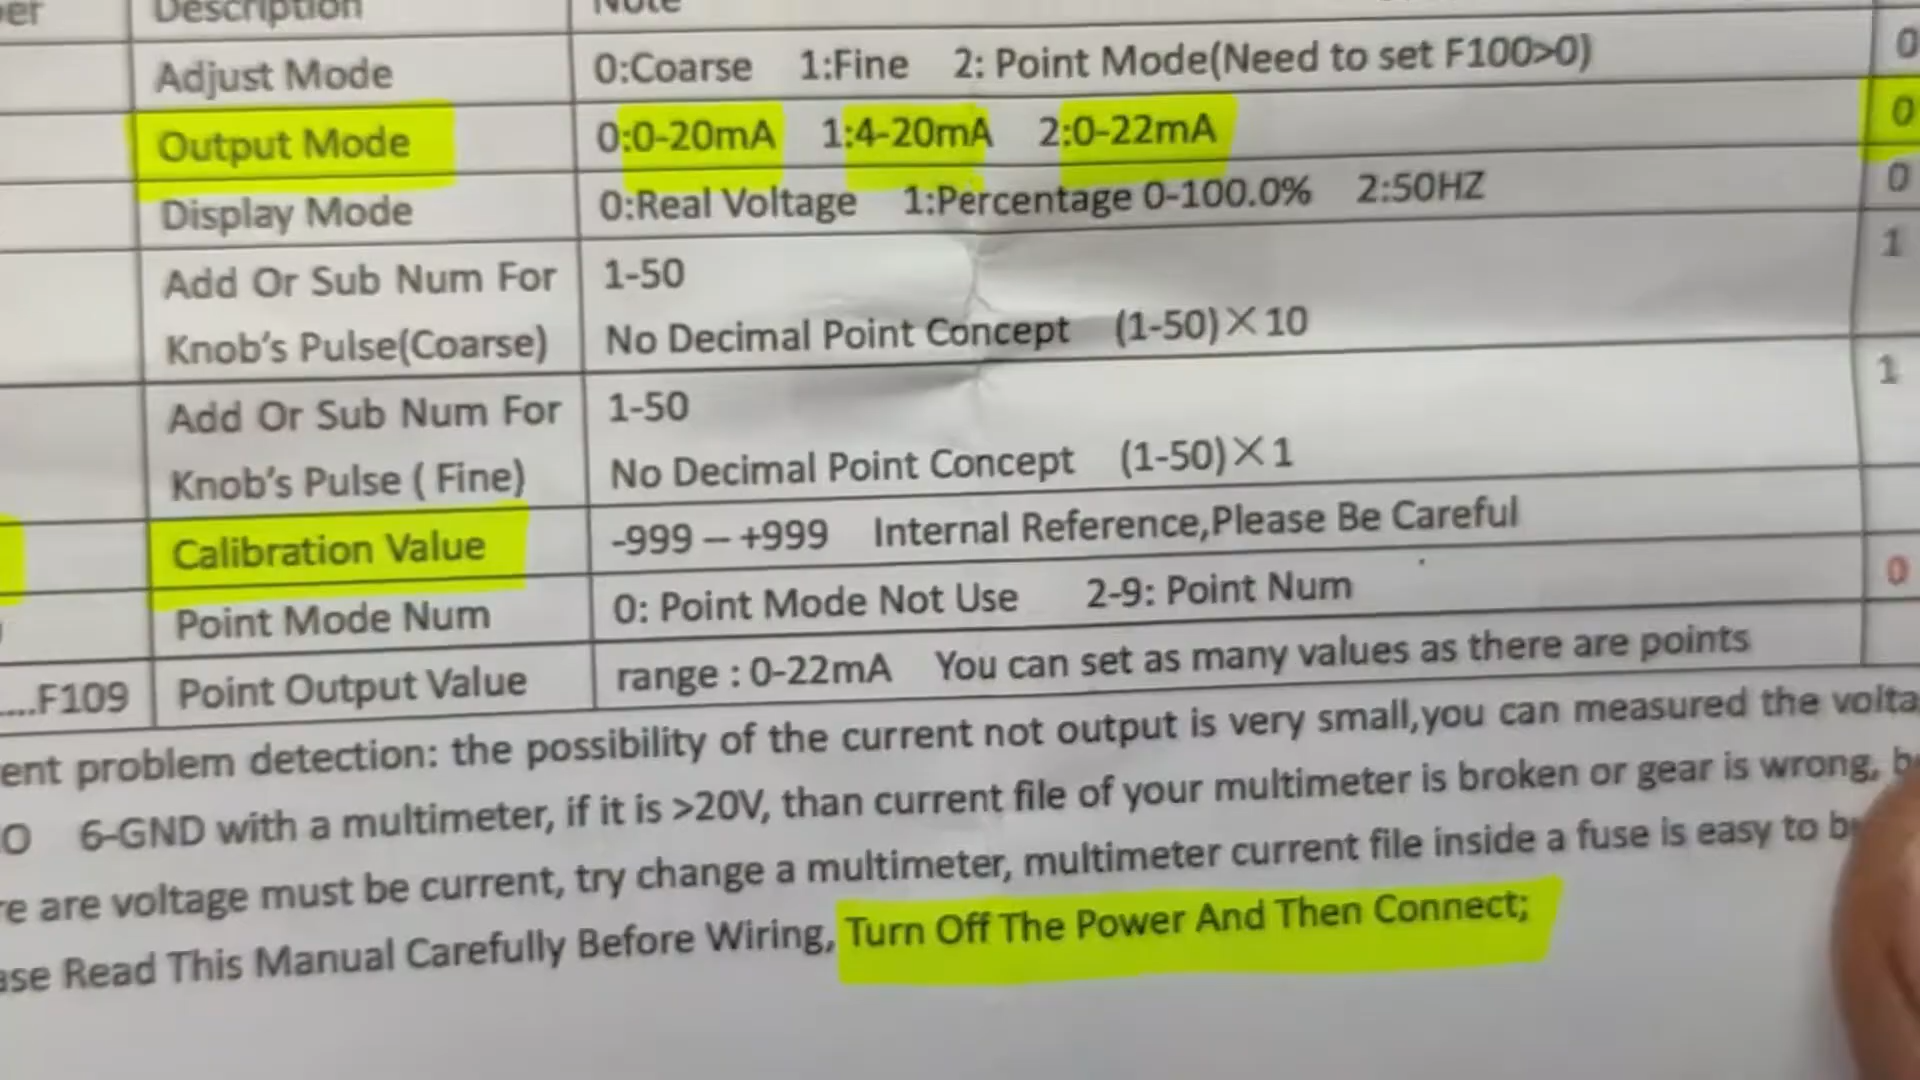 er Description Note
Adjust Mode 0:Coarse 1:Fine 2: Point Mode(Need to set F100>0) 0
Output Mode 0:0-20mA 1:4-20mA 2:0-22mA 0
Display Mode 0:Real Voltage 1:Percentage 0-100.0% 2:50HZ 0
Add Or Sub Num For 1-50 1
Knob's Pulse(Coarse) No Decimal Point Concept (1-50)×10
Add Or Sub Num For 1-50 1
Knob's Pulse ( Fine) No Decimal Point Concept (1-50)×1
Calibration Value -999 — +999 Internal Reference,Please Be Careful
Point Mode Num 0: Point Mode Not Use 2-9: Point Num 0
....F109 Point Output Value range : 0-22mA You can set as many values as there are points
ent problem detection: the possibility of the current not output is very small,you can measured the volta
O 6-GND with a multimeter, if it is >20V, than current file of your multimeter is broken or gear is wrong,
re are voltage must be current, try change a multimeter, multimeter current file inside a fuse is easy to
ase Read This Manual Carefully Before Wiring, Turn Off The Power And Then Connect;